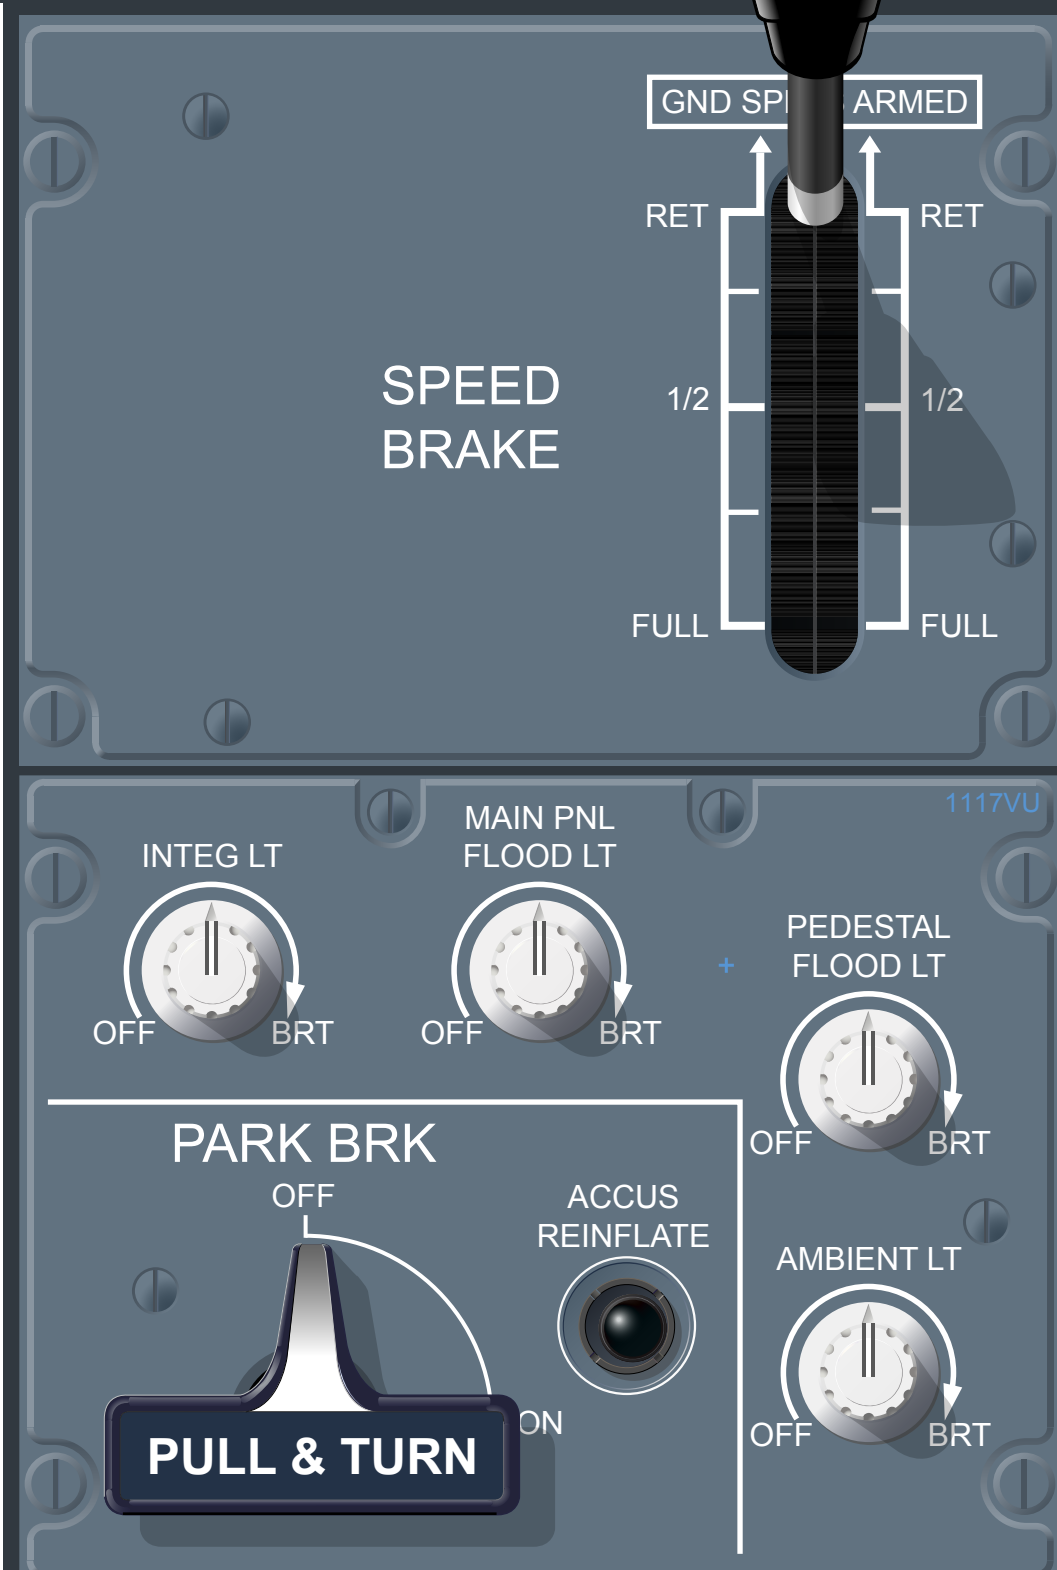 GND SP ARMED
RET RET
SPEED
BRAKE
1/2 1/2
FULL FULL
1117VU
MAIN PNL
FLOOD LT
INTEG LT
PEDESTAL
FLOOD LT
+
OFF BRT
OFF BRT
OFF BRT
PARK BRK
OFF
ACCUS
REINFLATE
AMBIENT LT
ON
OFF BRT
PULL & TURN